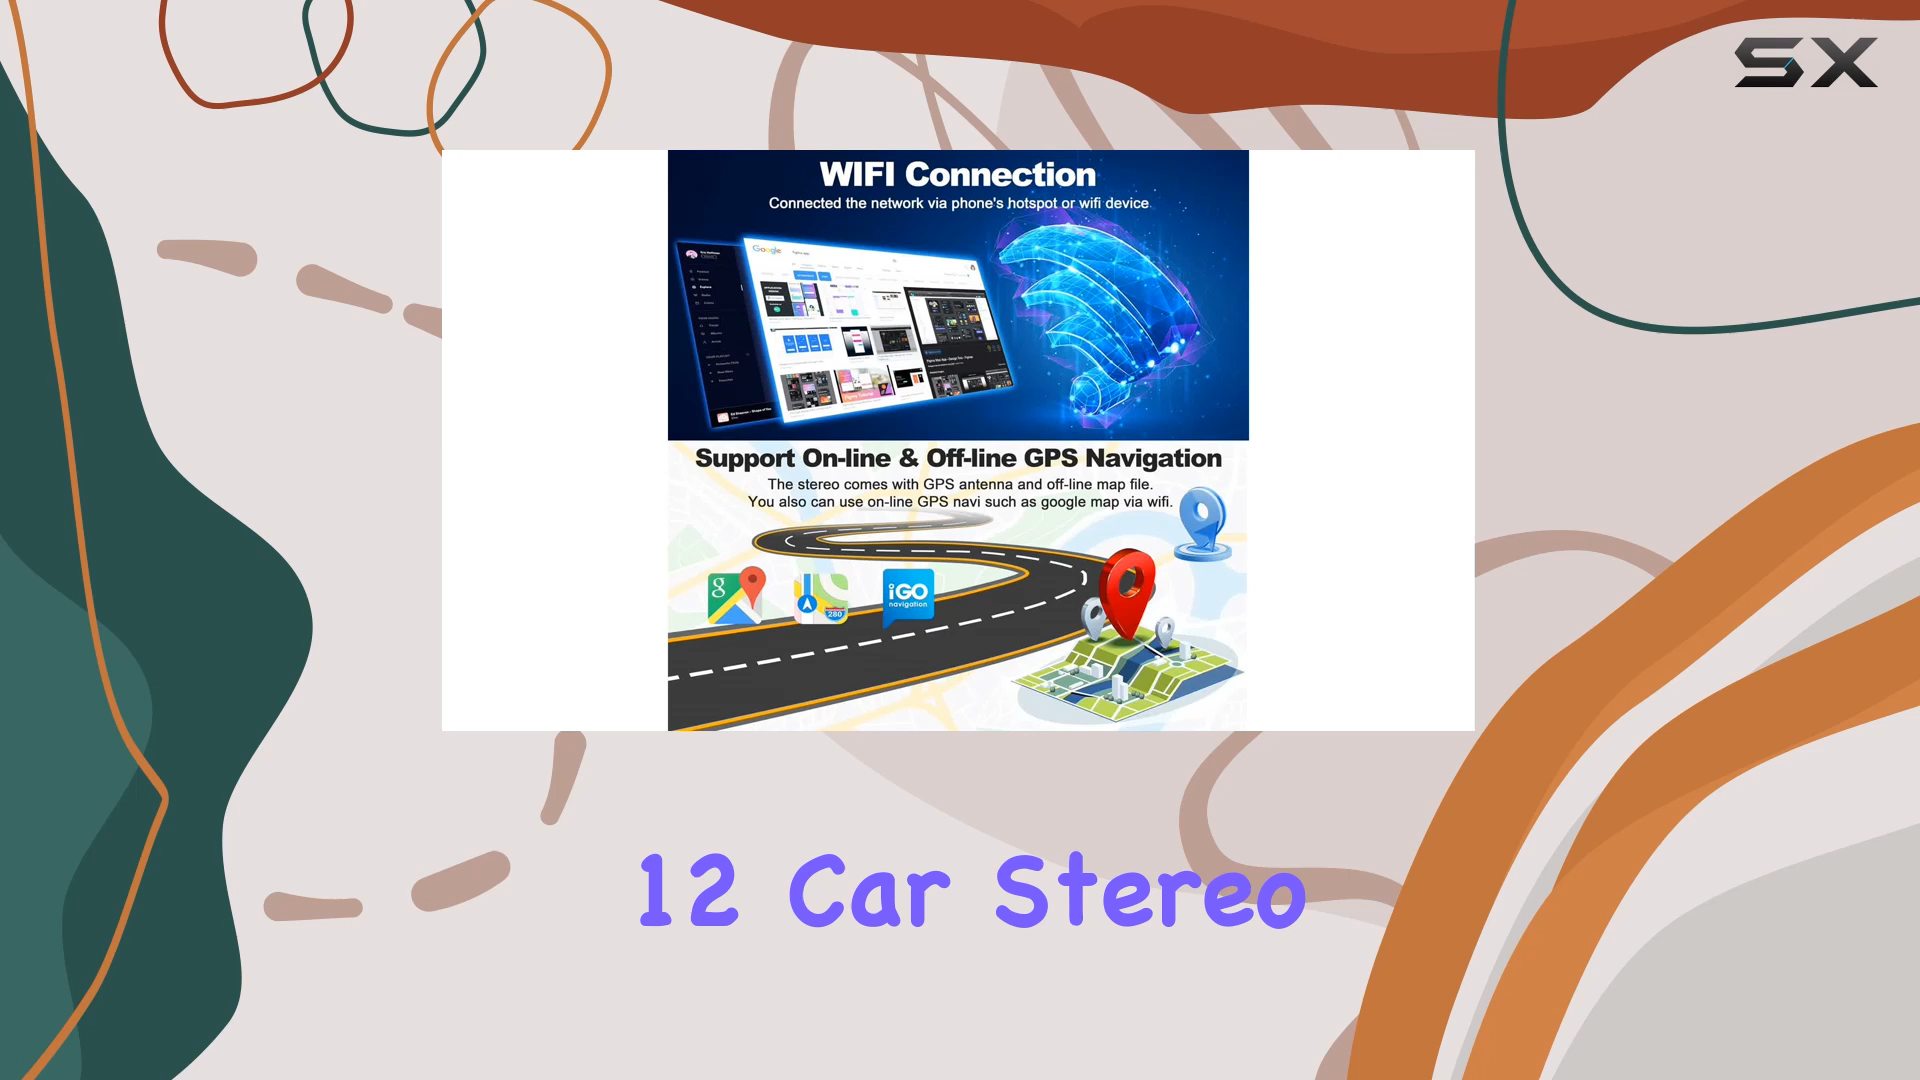 SX
WIFI Connection
Connected the network via phone's hotspot or wifi device
Google
Support On-line & Off-line GPS Navigation
The stereo comes with GPS antenna and off-line map file.
You also can use on-line GPS navi such as google map via wifi.
g
280
iGO
navigation
12 Car Stereo